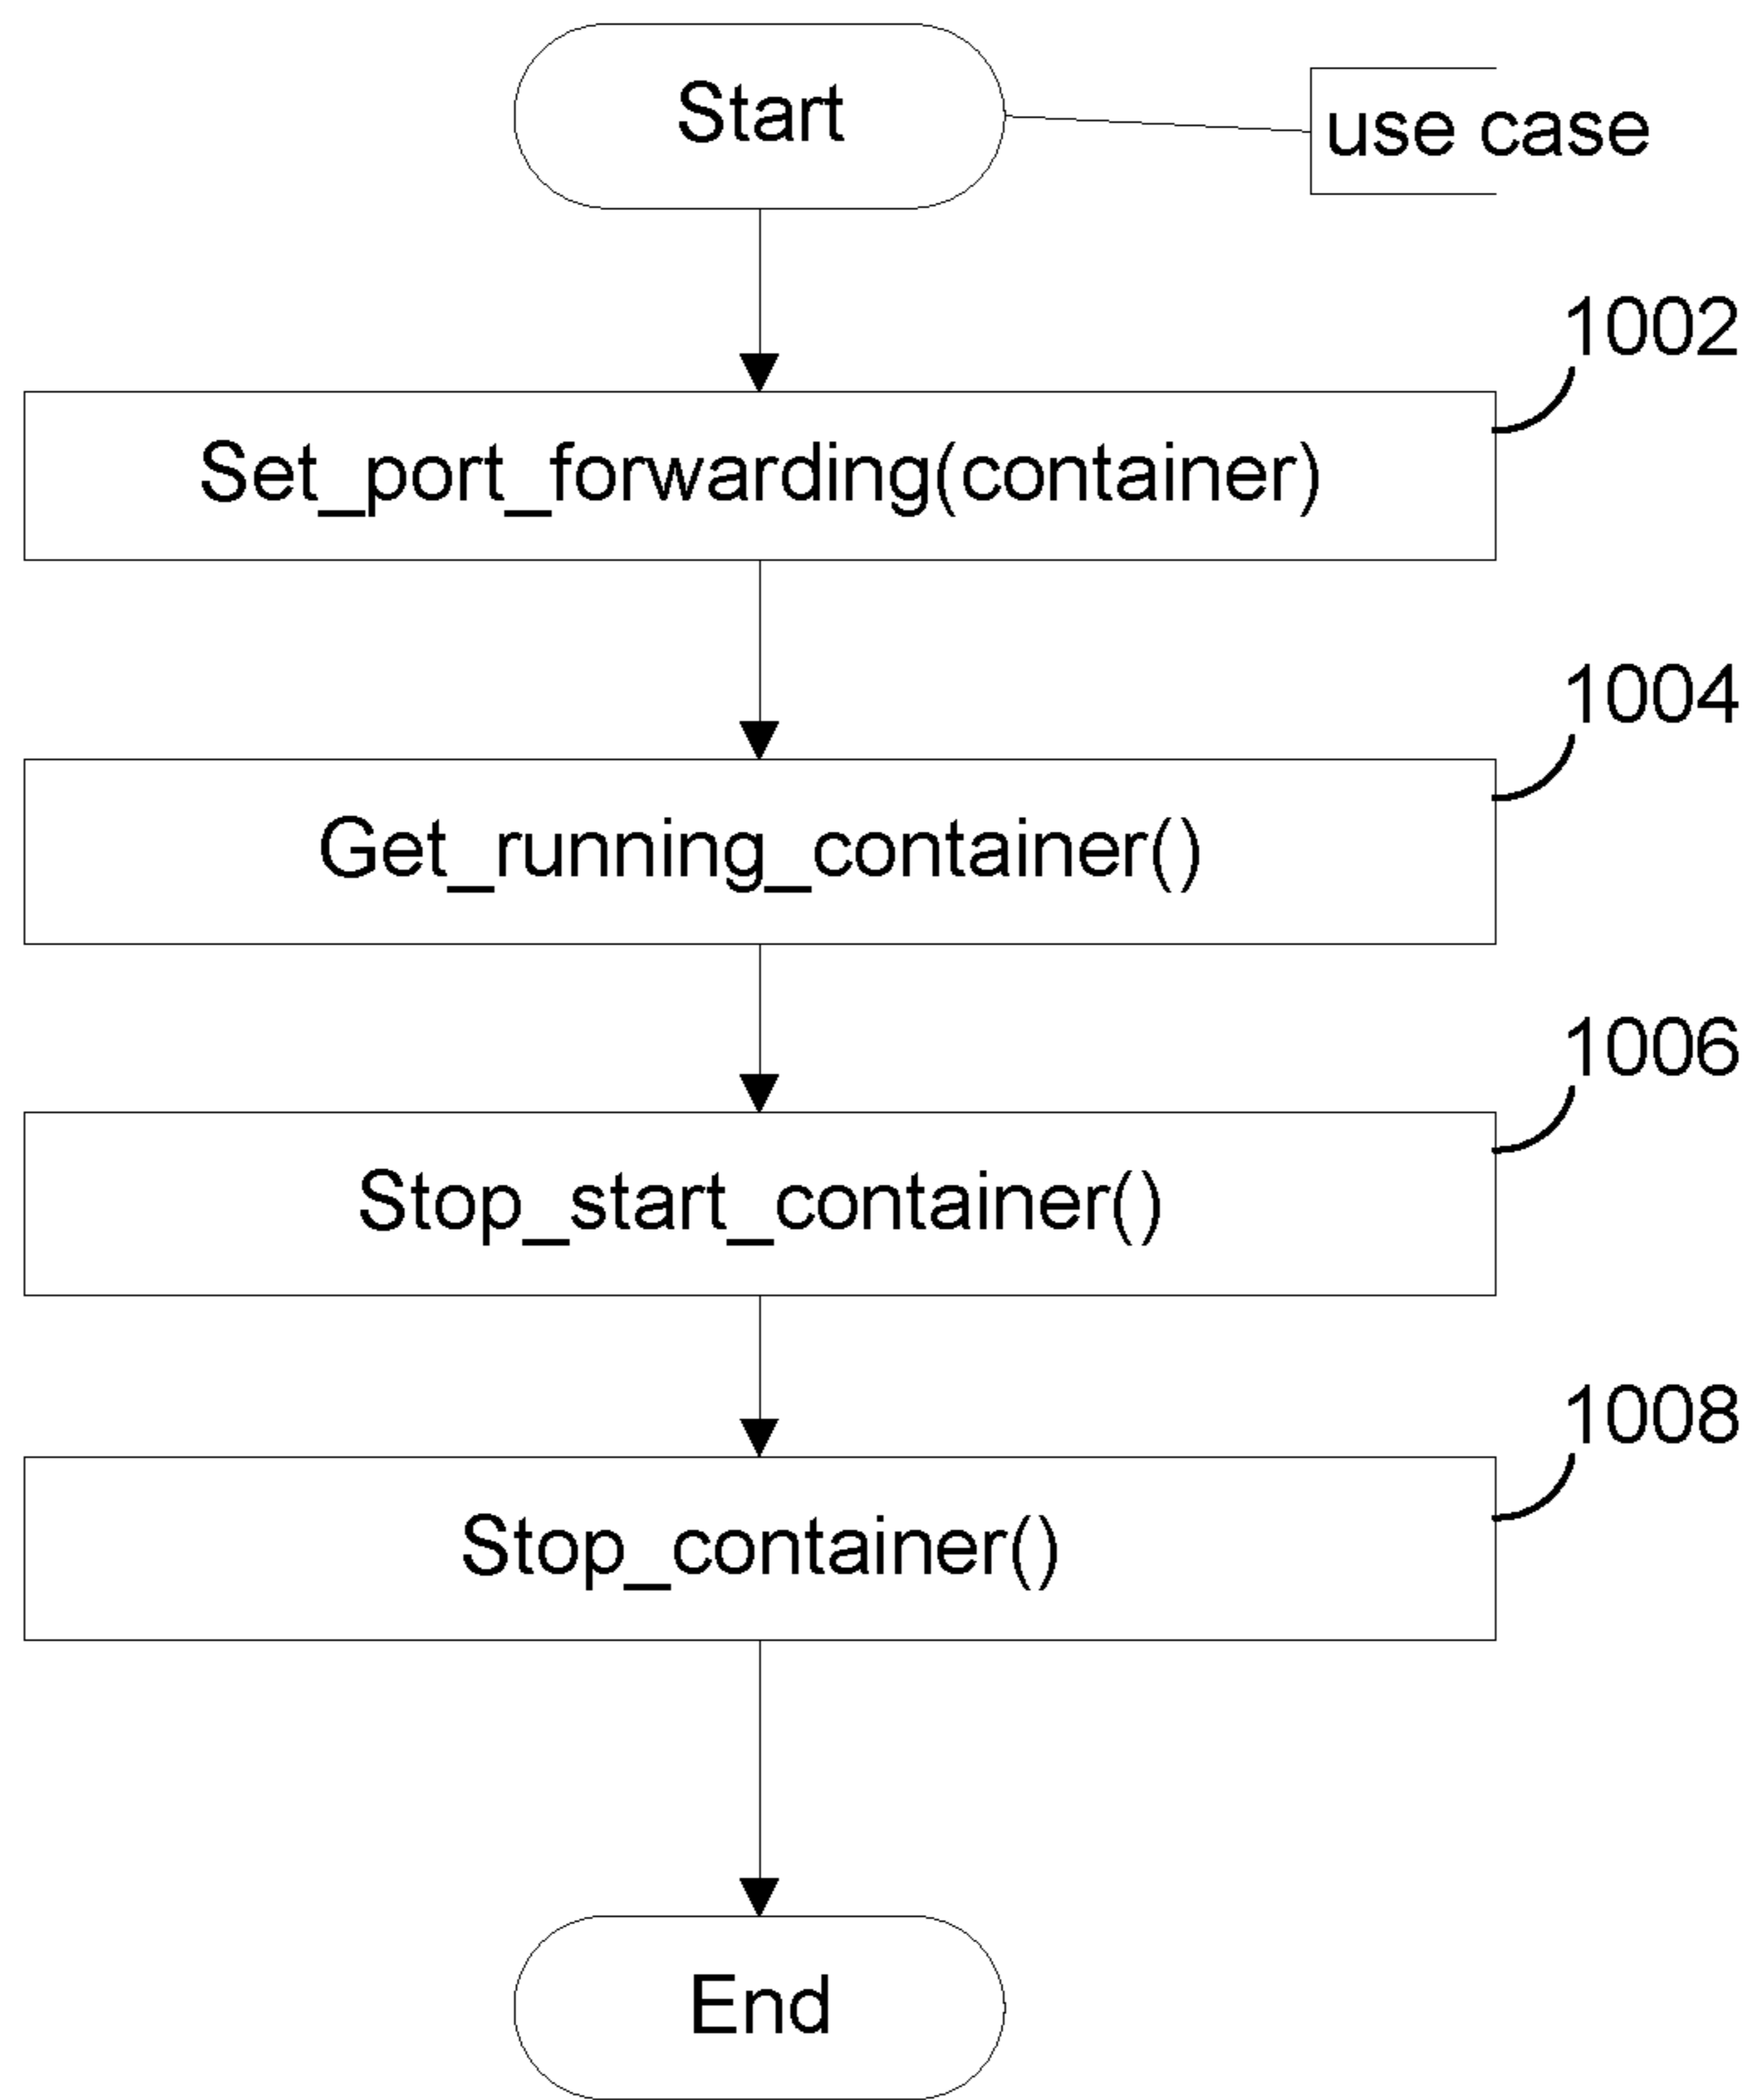 Start
use case
1002
Set_port_forwarding(container)
1004
Get_running_container()
1006
Stop_start_container()
1008
Stop_container()
End